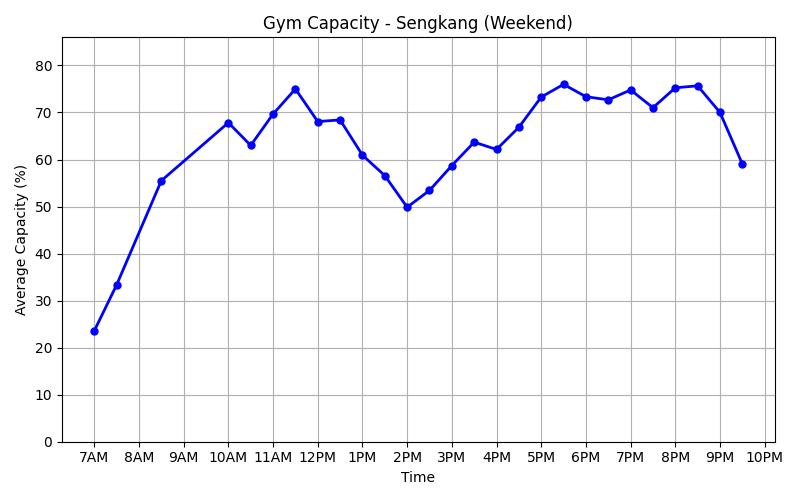 Gym Capacity - Sengkang (Weekend)
Average Capacity (%)
80
70
60
50
40
30
20
10
0
7AM 8AM 9AM 10AM 11AM 12PM 1PM 2PM 3PM 4PM 5PM 6PM 7PM 8PM 9PM 10PM
Time